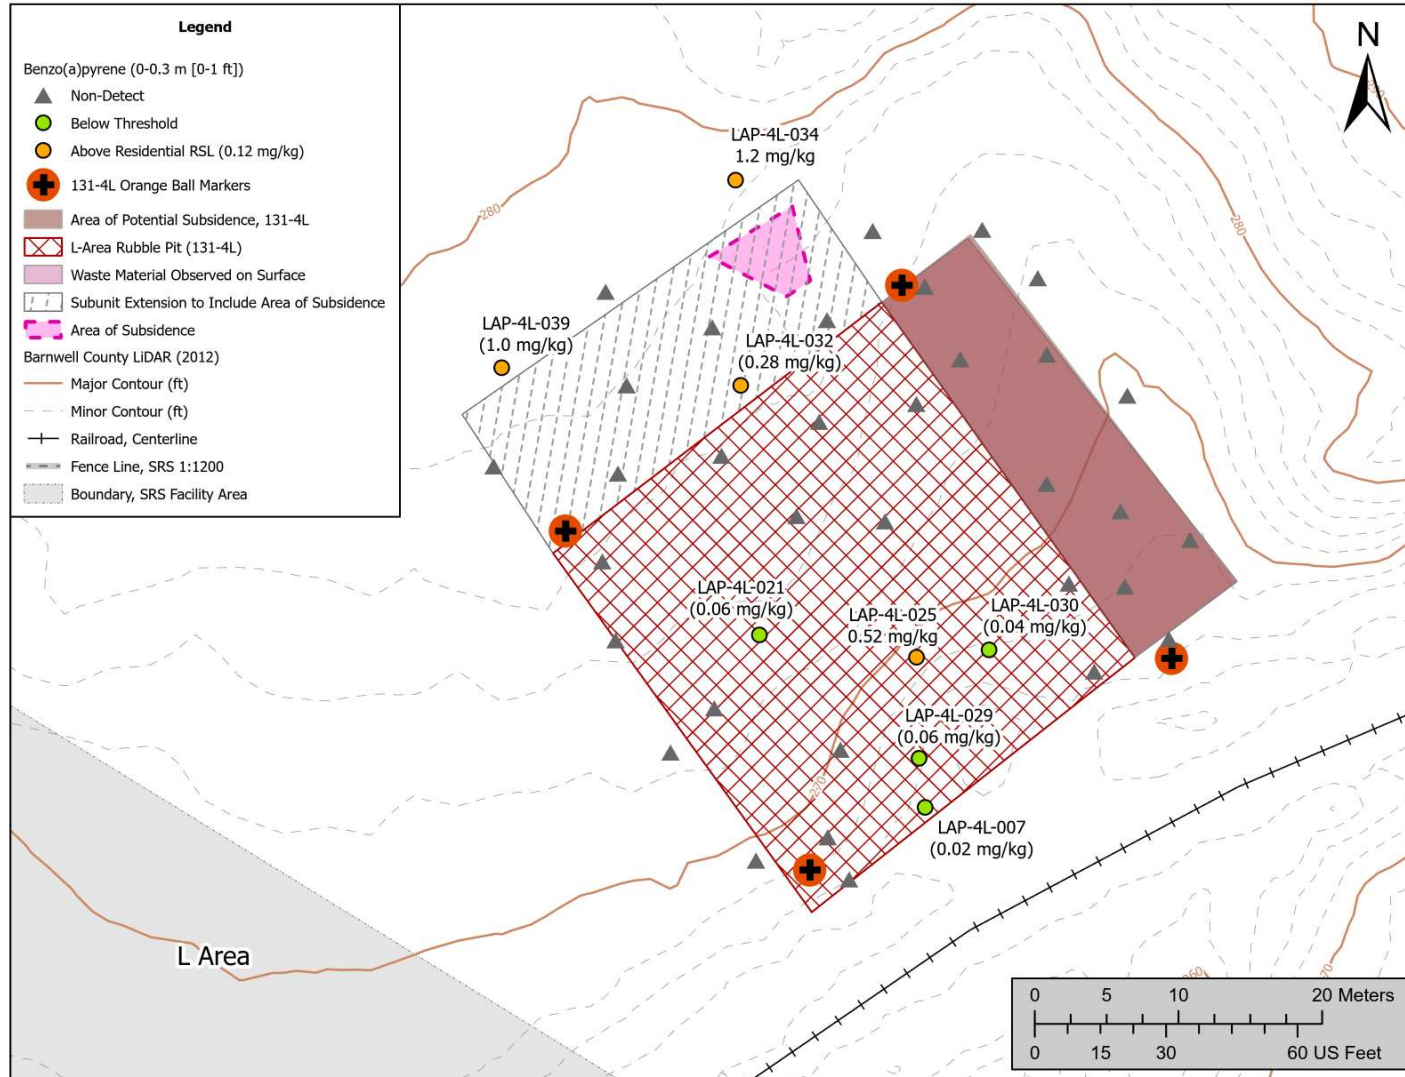 Legend
Benzo(a)pyrene (0-0.3 m [0-1 ft])
Non-Detect
Below Threshold
Above Residential RSL (0.12 mg/kg)
131-4L Orange Ball Markers
Area of Potential Subsidence, 131-4L
L-Area Rubble Pit (131-4L)
Waste Material Observed on Surface
Subunit Extension to Include Area of Subsidence
Area of Subsidence
Barnwell County LiDAR (2012)
Major Contour (ft)
Minor Contour (ft)
Railroad, Centerline
Fence Line, SRS 1:1200
Boundary, SRS Facility Area
N
LAP-4L-034
1.2 mg/kg
280
280
LAP-4L-039
(1.0 mg/kg)
LAP-4L-032
(0.28 mg/kg)
LAP-4L-021
(0.06 mg/kg)
LAP-4L-025
0.52 mg/kg
LAP-4L-030
(0.04 mg/kg)
LAP-4L-029
(0.06 mg/kg)
270
LAP-4L-007
(0.02 mg/kg)
L Area
260
0 5 10 20 Meters
0 15 30 60 US Feet